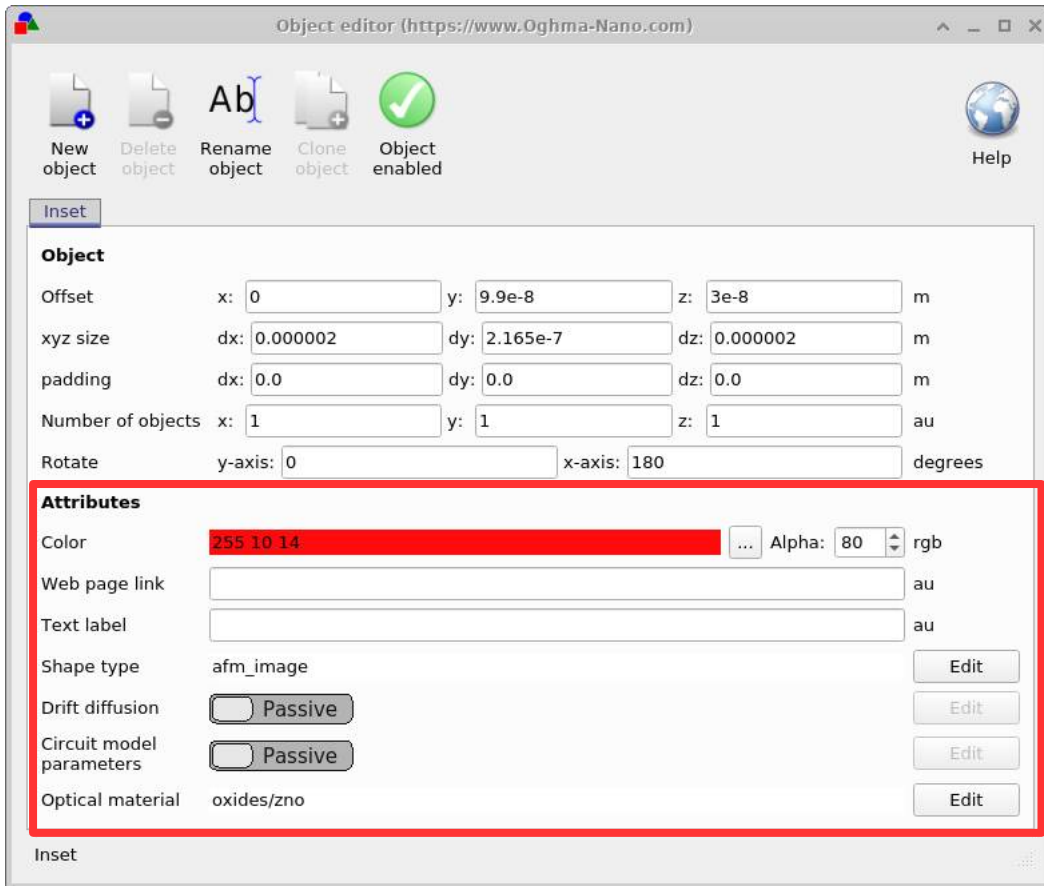 Object editor (https://www.Oghma-Nano.com)
Ab
New object
Delete object
Rename object
Clone object
Object enabled
Help
Inset
Object
Offset x: 0 y: 9.9e-8 z: 3e-8 m
xyz size dx: 0.000002 dy: 2.165e-7 dz: 0.000002 m
padding dx: 0.0 dy: 0.0 dz: 0.0 m
Number of objects x: 1 y: 1 z: 1 au
Rotate y-axis: 0 x-axis: 180 degrees
Attributes
Color 255 10 14 ... Alpha: 80 rgb
Web page link au
Text label au
Shape type afm_image Edit
Drift diffusion Passive Edit
Circuit model parameters Passive Edit
Optical material oxides/zno Edit
Inset